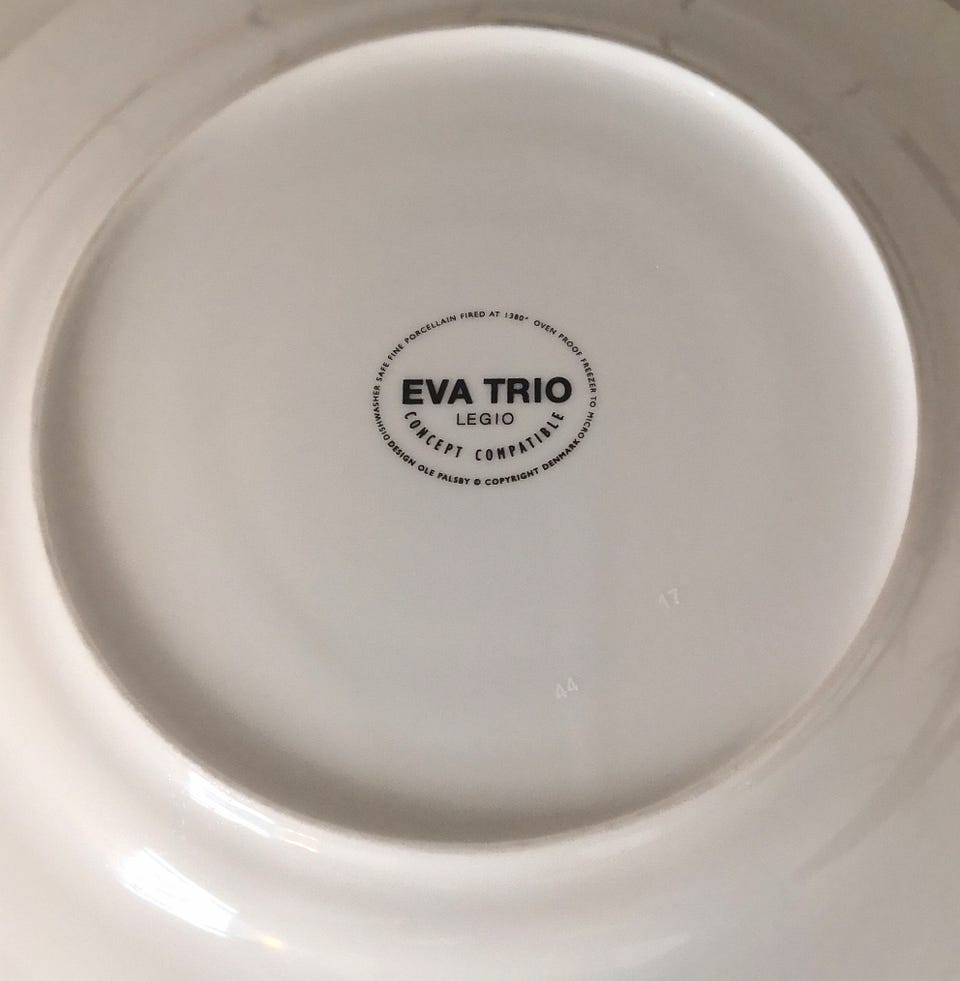 DISHWASHER SAFE FINE PORCELLAIN FIRED AT 1380° OVEN PROOF FREEZER TO MICRO
EVA TRIO
LEGIO
CONCEPT COMPATIBLE
DESIGN OLE PALSBY © COPYRIGHT DENMARK
17
44